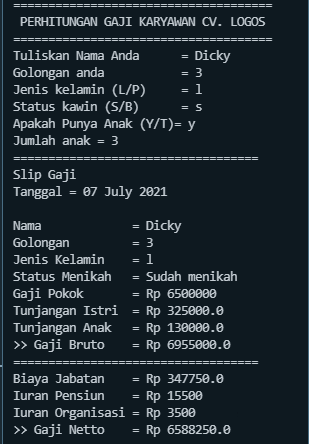 =====================================
PERHITUNGAN GAJI KARYAWAN CV. LOGOS
=====================================
Tuliskan Nama Anda      = Dicky
Golongan anda           = 3
Jenis kelamin (L/P)     = l
Status kawin (S/B)      = s
Apakah Punya Anak (Y/T)= y
Jumlah anak = 3
===================================
Slip Gaji
Tanggal = 07 July 2021

Nama             = Dicky
Golongan         = 3
Jenis Kelamin    = l
Status Menikah   = Sudah menikah
Gaji Pokok       = Rp 6500000
Tunjangan Istri  = Rp 325000.0
Tunjangan Anak   = Rp 130000.0
>> Gaji Bruto    = Rp 6955000.0
===================================
Biaya Jabatan    = Rp 347750.0
Iuran Pensiun    = Rp 15500
Iuran Organisasi = Rp 3500
>> Gaji Netto    = Rp 6588250.0